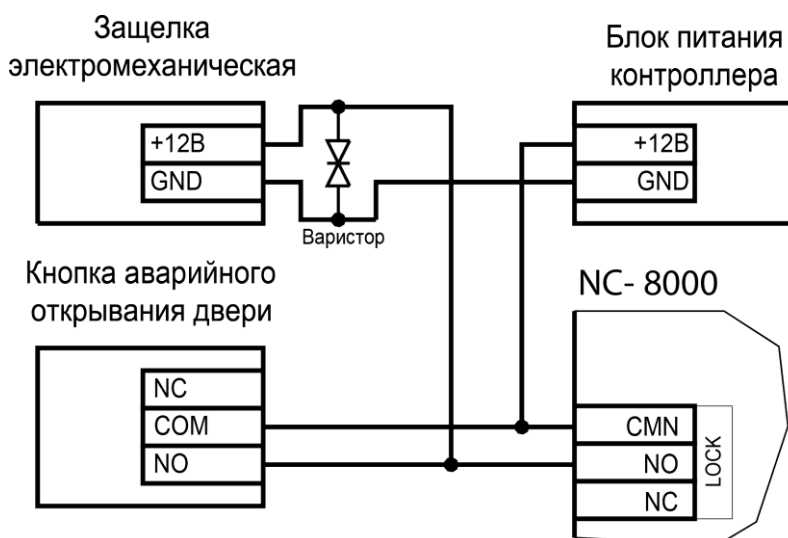 Защелка
электромеханическая
+12В
GND
Варистор
Блок питания
контроллера
+12В
GND
Кнопка аварийного
открывания двери
NC
COM
NO
NC- 8000
CMN
NO
NC
LOCK